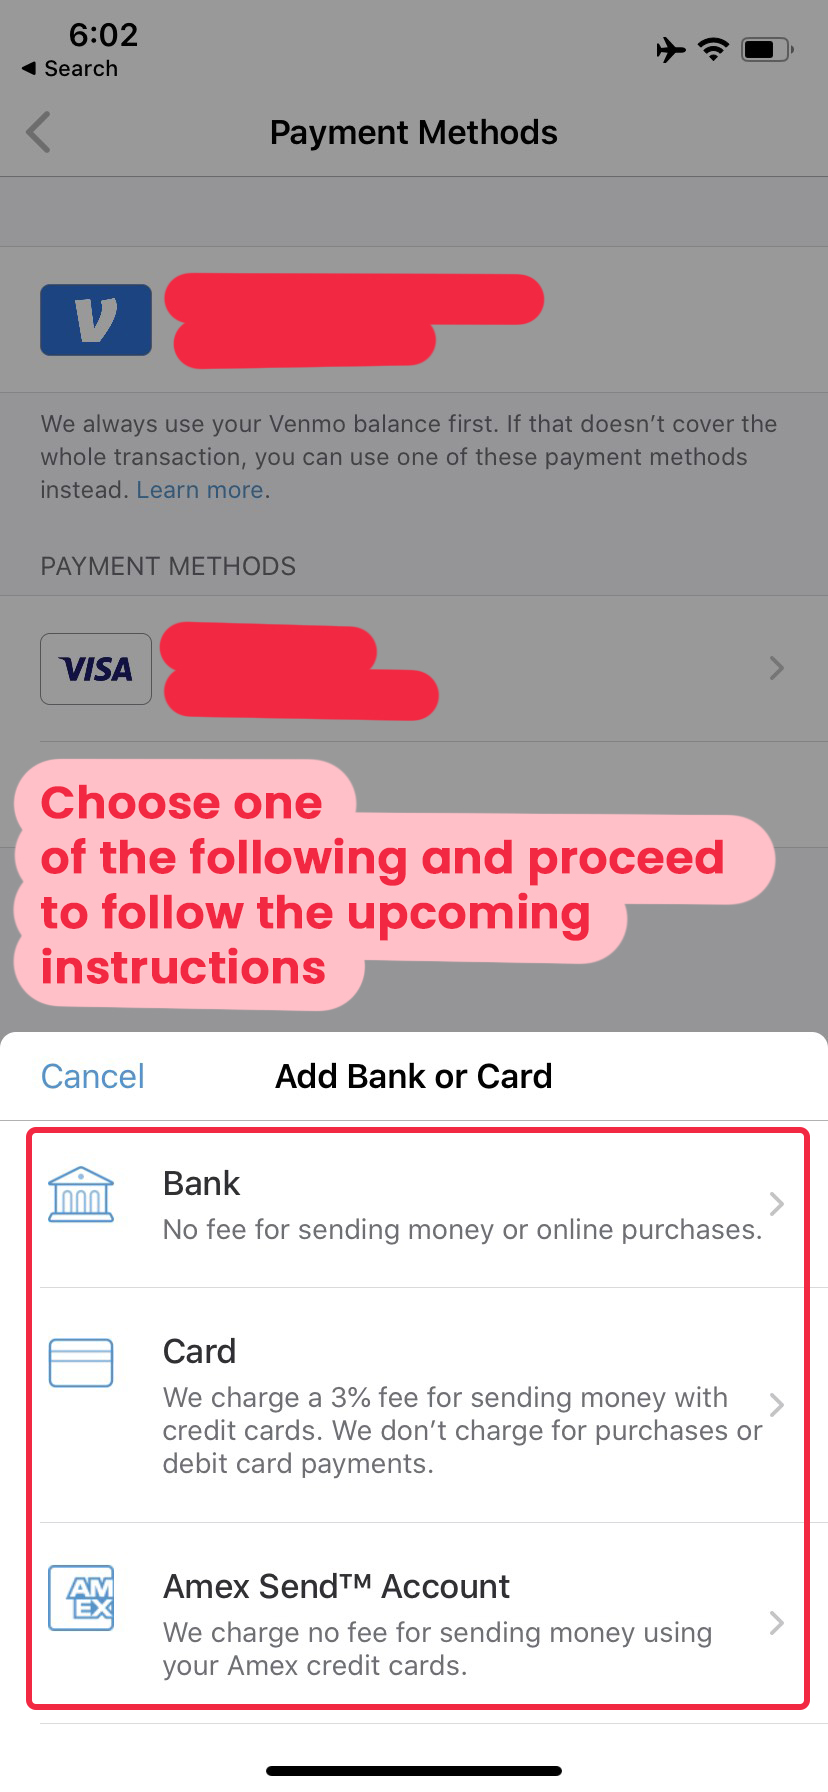 6:02
Search
Payment Methods
V
We always use your Venmo balance first. If that doesn’t cover the
whole transaction, you can use one of these payment methods
instead. Learn more.
PAYMENT METHODS
VISA
Choose one
of the following and proceed
to follow the upcoming
instructions
Cancel
Add Bank or Card
Bank
No fee for sending money or online purchases.
Card
We charge a 3% fee for sending money with
credit cards. We don’t charge for purchases or
debit card payments.
AM
EX
Amex Send™ Account
We charge no fee for sending money using
your Amex credit cards.